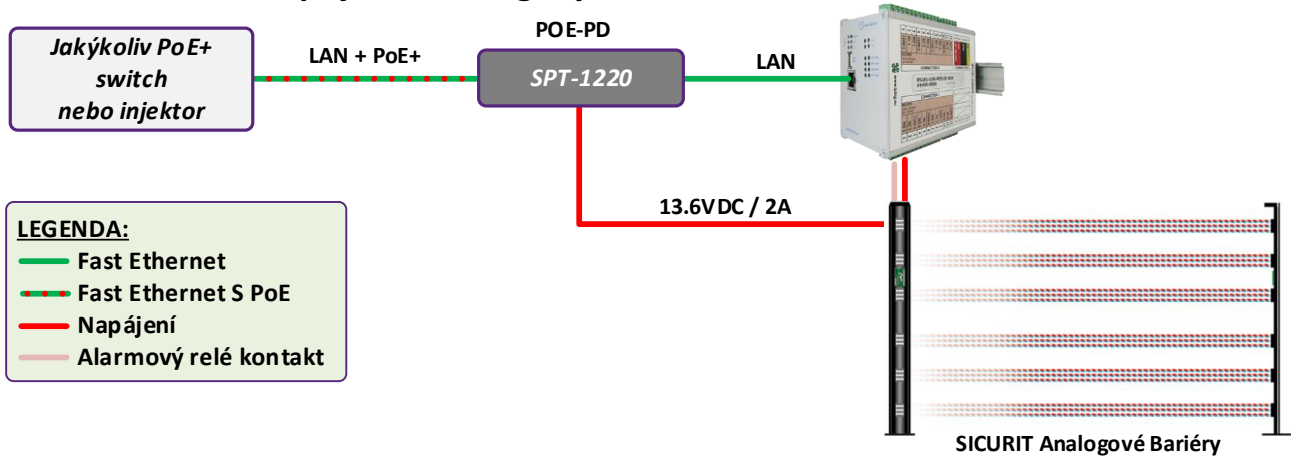 Jakýkoliv PoE+
switch
nebo injektor
LAN + PoE+
POE-PD
SPT-1220
LAN
13.6VDC / 2A
LEGENDA:
Fast Ethernet
Fast Ethernet S PoE
Napájení
Alarmový relé kontakt
SICURIT Analogové Bariéry